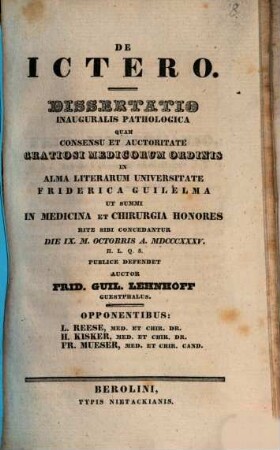 8
DE
ICTERO.
DISSERTATIO
INAUGURALIS PATHOLOGICA
QUAM
CONSENSU ET AUCTORITATE
GRATIOSI MEDICORUM ORDINIS
IN
ALMA LITERARUM UNIVERSITATE
FRIDERICA GUILELMA
UT SUMMI
IN MEDICINA ET CHIRURGIA HONORES
RITE SIBI CONCEDANTUR
DIE IX. M. OCTOBRIS A. MDCCCXXXV.
H. L. Q. S.
PUBLICE DEFENDET
AUCTOR
FRID. GUIL. LEHNHOFF
GUESTPHALUS.
OPPONENTIBUS:
L. REESE, MED. ET CHIR. DR.
H. KISKER, MED. ET CHIR. DR.
FR. MUESER, MED. ET CHIR. CAND.
BEROLINI,
TYPIS NIETACKIANIS.